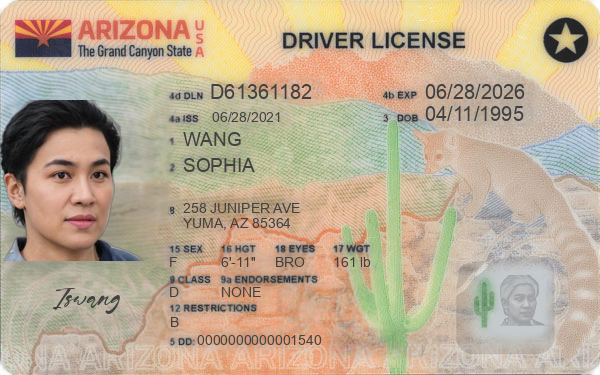 ARIZONA USA
The Grand Canyon State
DRIVER LICENSE
4d DLN D61361182
4b EXP 06/28/2026
4a ISS 06/28/2021
3 DOB 04/11/1995
1 WANG
2 SOPHIA
8 258 JUNIPER AVE
YUMA, AZ 85364
15 SEX 16 HGT 18 EYES 17 WGT
F 6'-11" BRO 161 lb
9 CLASS 9a ENDORSEMENTS
D NONE
12 RESTRICTIONS
B
5 DD: 0000000000001540
Iswang
ARIZONA ARIZONA ARIZONA ARIZONA